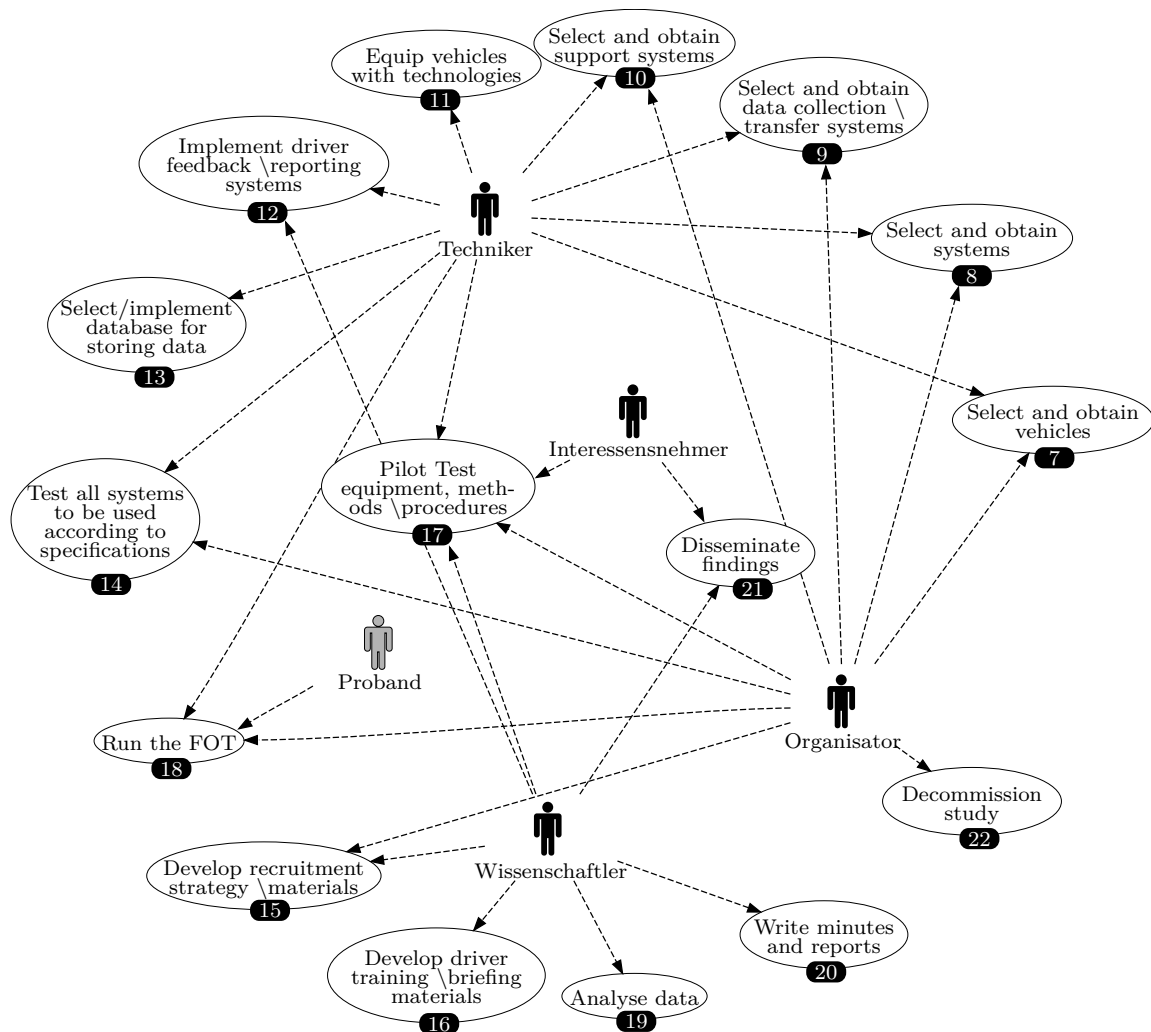 Select and obtain
support systems
10
Equip vehicles
with technologies
11
Select and obtain
data collection \
transfer systems
9
Implement driver
feedback \reporting
systems
12
Techniker
Select and obtain
systems
8
Select/implement
database for
storing data
13
Select and obtain
vehicles
7
Interessensnehmer
Pilot Test
equipment, meth-
ods \procedures
17
Test all systems
to be used
according to
specifications
14
Disseminate
findings
21
Proband
Organisator
Run the FOT
18
Decommission
study
22
Wissenschaftler
Develop recruitment
strategy \materials
15
Write minutes
and reports
20
Develop driver
training \briefing
materials
16
Analyse data
19